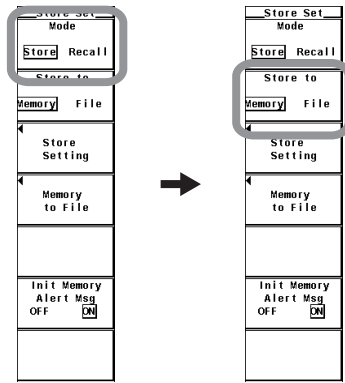 Store Set
Mode
Store Recall
Store to
Memory File
Store
Setting
Memory
to File
Init Memory
Alert Msg
OFF ON
Store Set
Mode
Store Recall
Store to
Memory File
Store
Setting
Memory
to File
Init Memory
Alert Msg
OFF ON